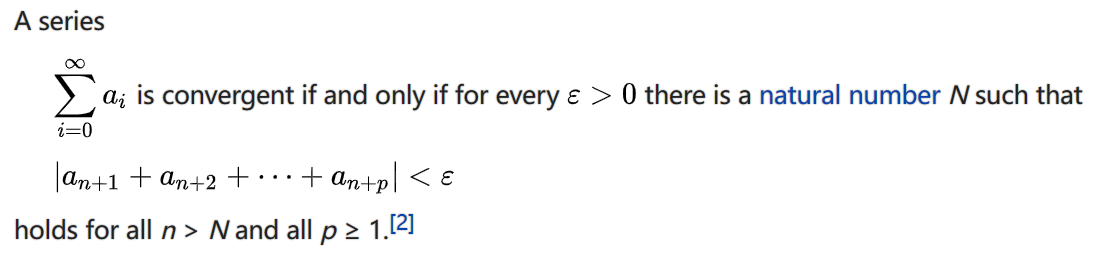 A series
∑_{i=0}^{∞} a_i is convergent if and only if for every ε > 0 there is a natural number N such that
|a_{n+1} + a_{n+2} + ⋯ + a_{n+p}| < ε
holds for all n > N and all p ≥ 1.[2]